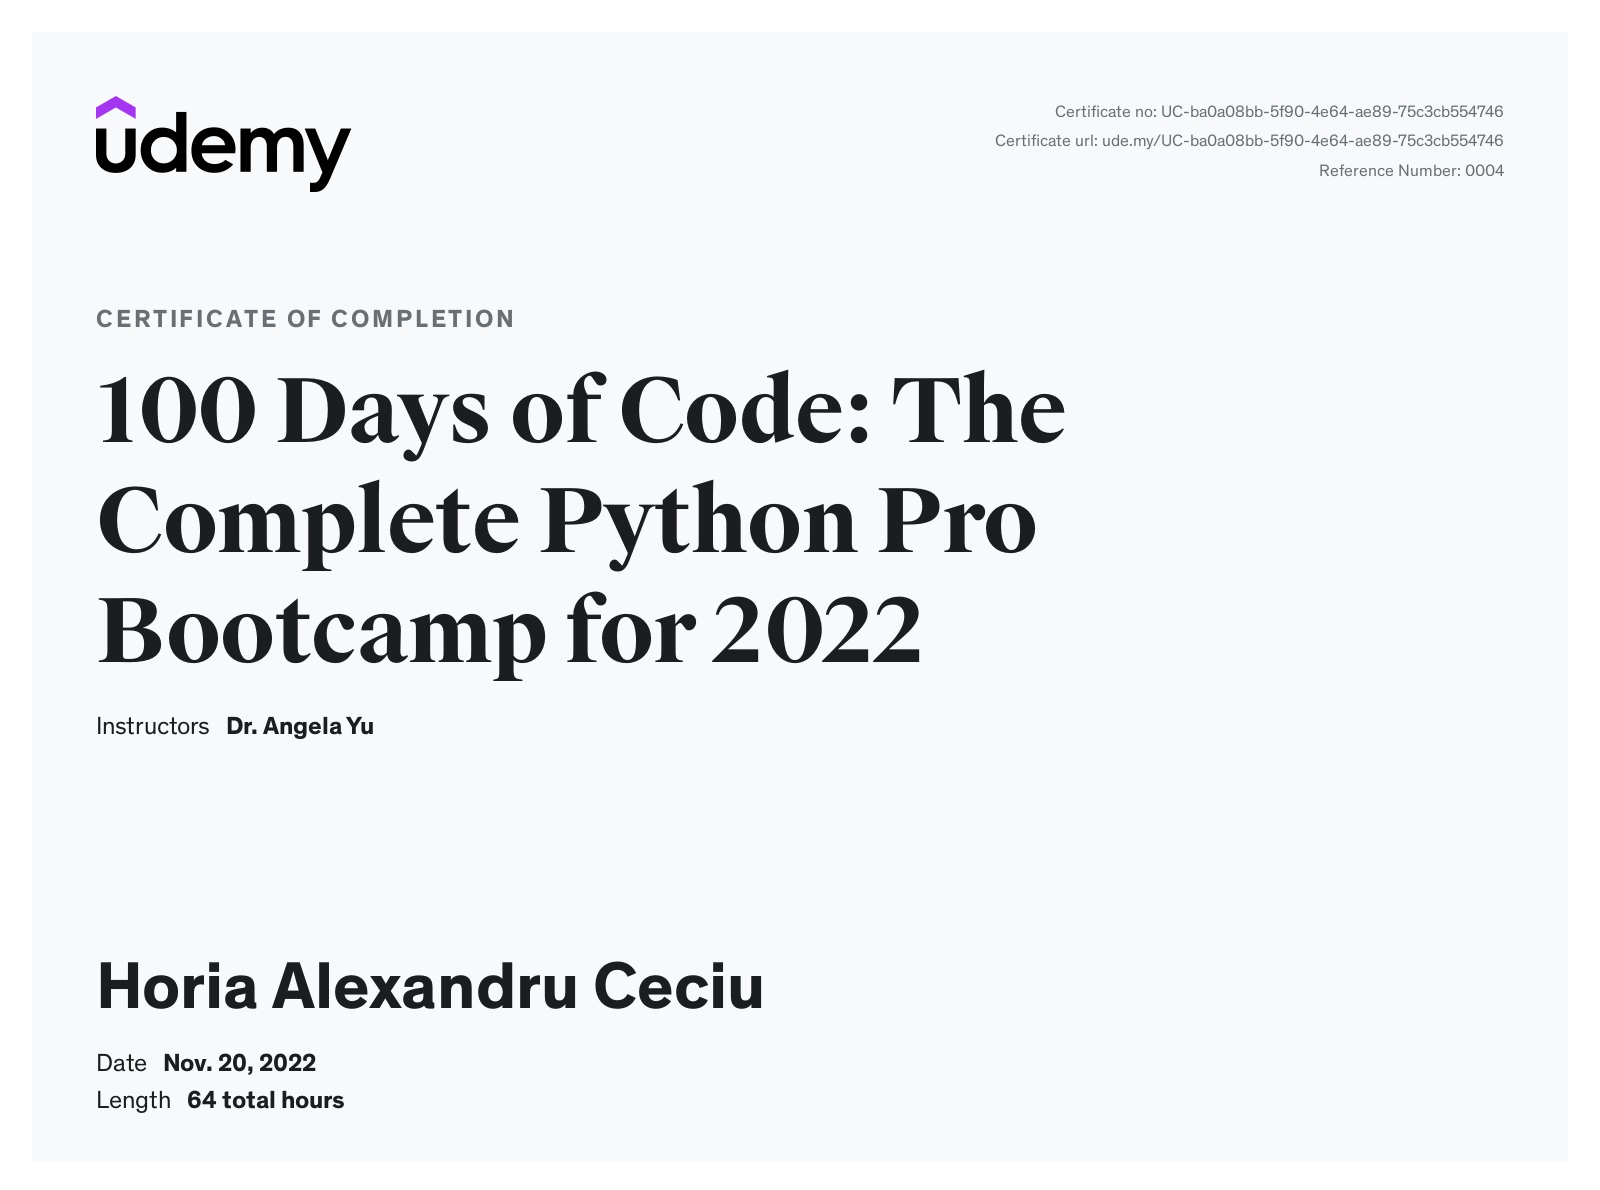 udemy
Certificate no: UC-ba0a08bb-5f90-4e64-ae89-75c3cb554746
Certificate url: ude.my/UC-ba0a08bb-5f90-4e64-ae89-75c3cb554746
Reference Number: 0004
CERTIFICATE OF COMPLETION
100 Days of Code: The
Complete Python Pro
Bootcamp for 2022
Instructors Dr. Angela Yu
Horia Alexandru Ceciu
Date Nov. 20, 2022
Length 64 total hours